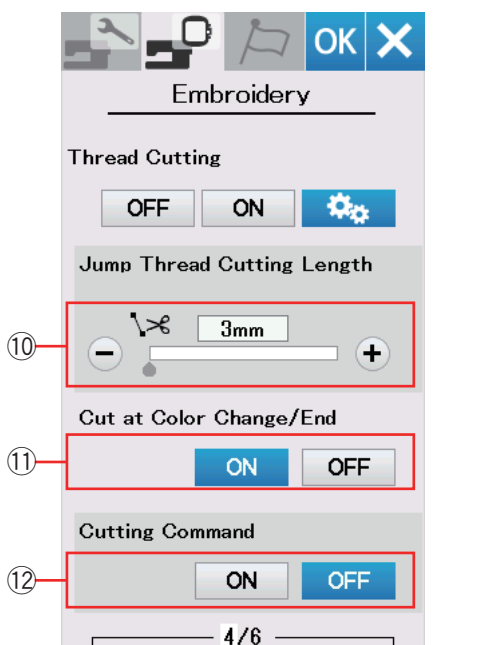 OK
Embroidery
Thread Cutting
OFF ON
Jump Thread Cutting Length
⑩ 3mm
Cut at Color Change/End
⑪ ON OFF
Cutting Command
⑫ ON OFF
4/6